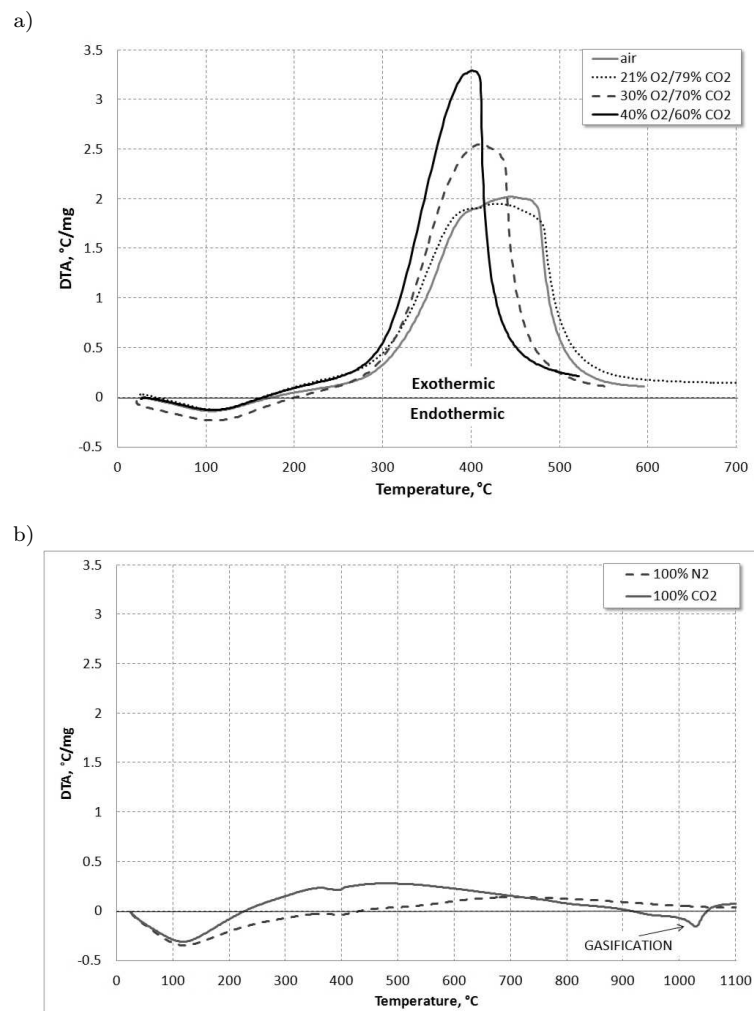 a)
3.5
3
2.5
2
1.5
1
0.5
0
-0.5
DTA, °C/mg
air
21% O2/79% CO2
30% O2/70% CO2
40% O2/60% CO2
Exothermic
Endothermic
0 100 200 300 400 500 600 700
Temperature, °C
b)
3.5
3
2.5
2
1.5
1
0.5
0
-0.5
DTA, °C/mg
100% N2
100% CO2
GASIFICATION
0 100 200 300 400 500 600 700 800 900 1000 1100
Temperature, °C